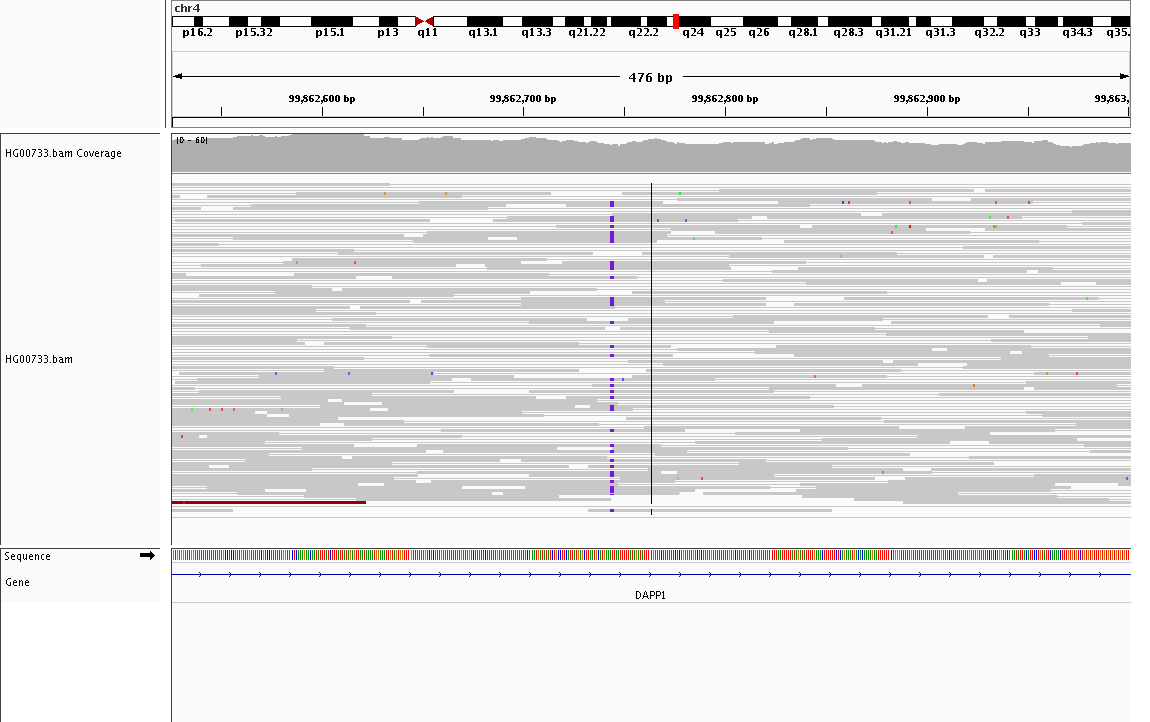 chr4
p16.2 p15.32 p15.1 p13 q11 q13.1 q13.3 q21.22 q22.2 q24 q25 q26 q28.1 q28.3 q31.21 q31.3 q32.2 q33 q34.3 q35.
476 bp
99,862,600 bp 99,862,700 bp 99,862,800 bp 99,862,900 bp 99,863,
HG00733.bam Coverage
[0 - 60]
HG00733.bam
Sequence
Gene
DAPP1